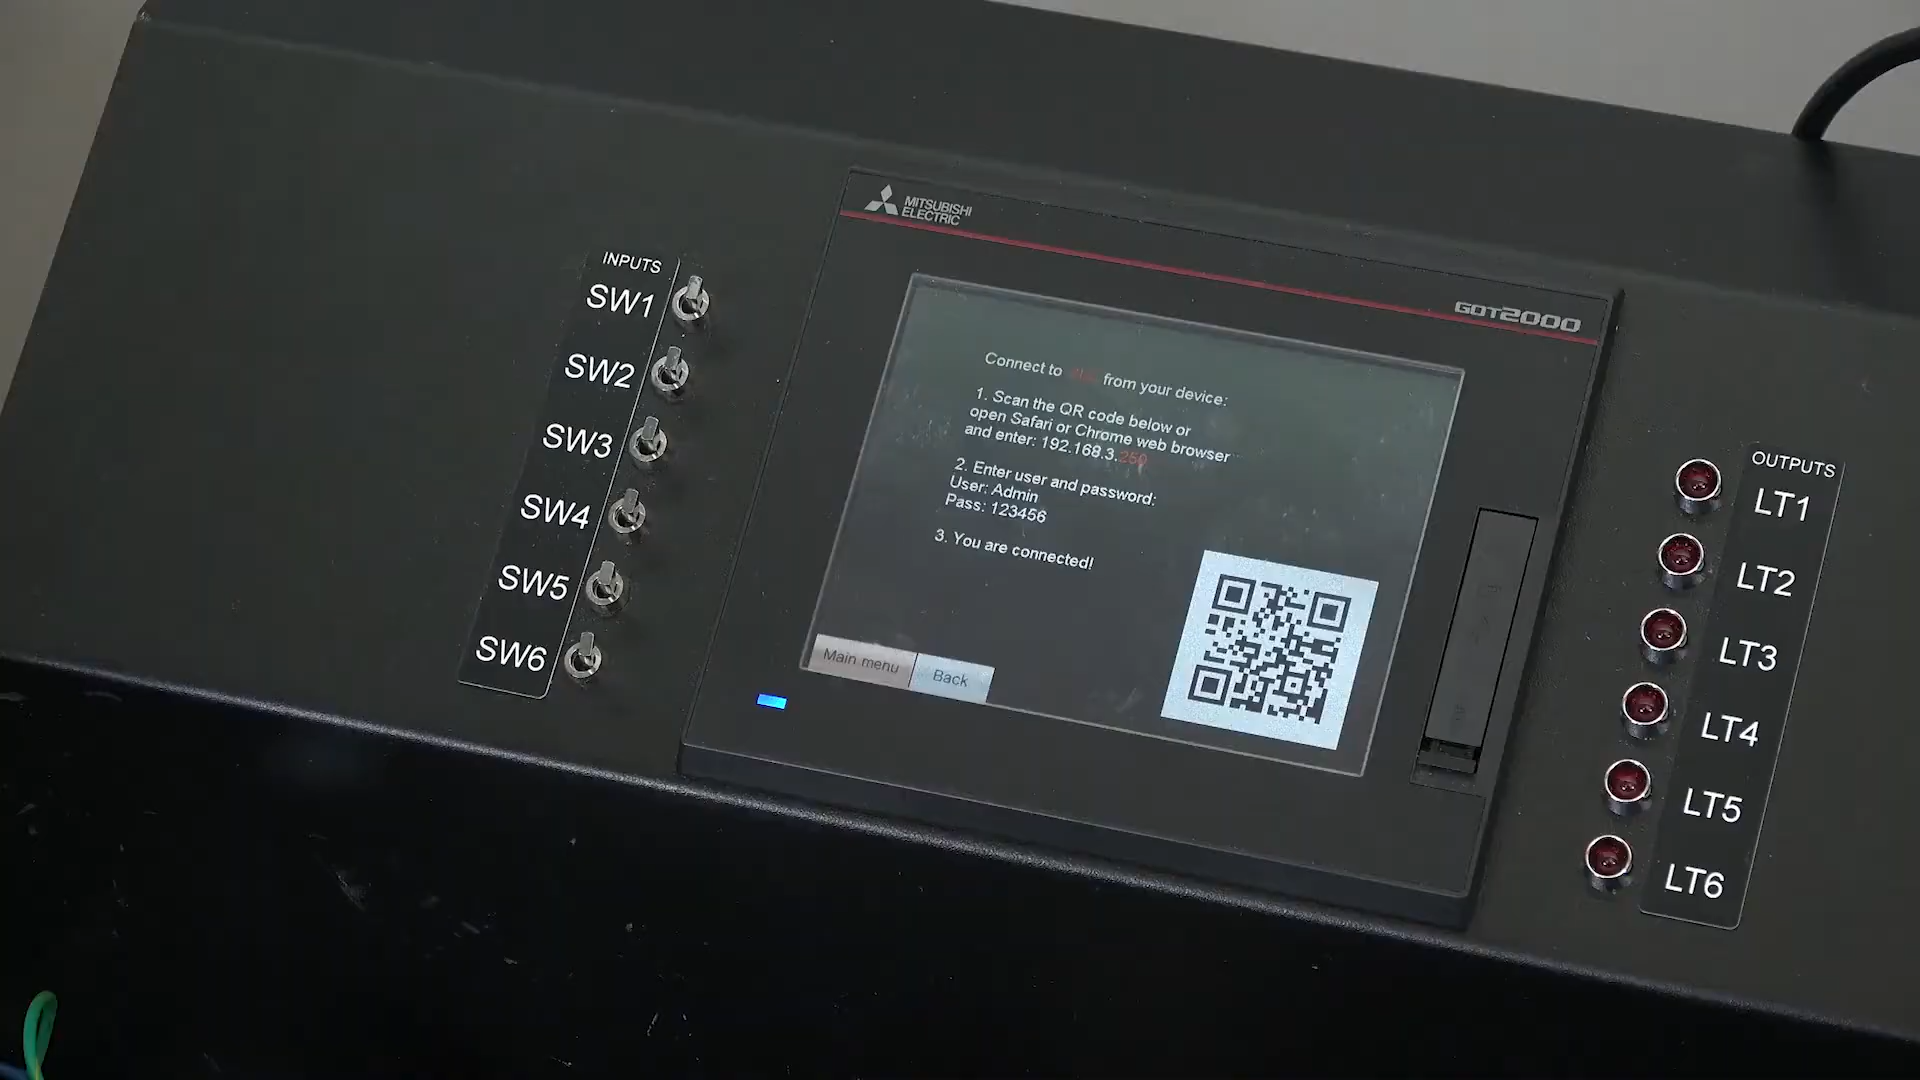 MITSUBISHI
ELECTRIC
GOT2000
INPUTS
SW1
SW2
SW3
SW4
SW5
SW6
Connect to from your device:
1. Scan the QR code below or
open Safari or Chrome web browser
and enter: 192.168.3.250
2. Enter user and password:
User: Admin
Pass: 123456
3. You are connected!
Main menu
Back
OUTPUTS
LT1
LT2
LT3
LT4
LT5
LT6